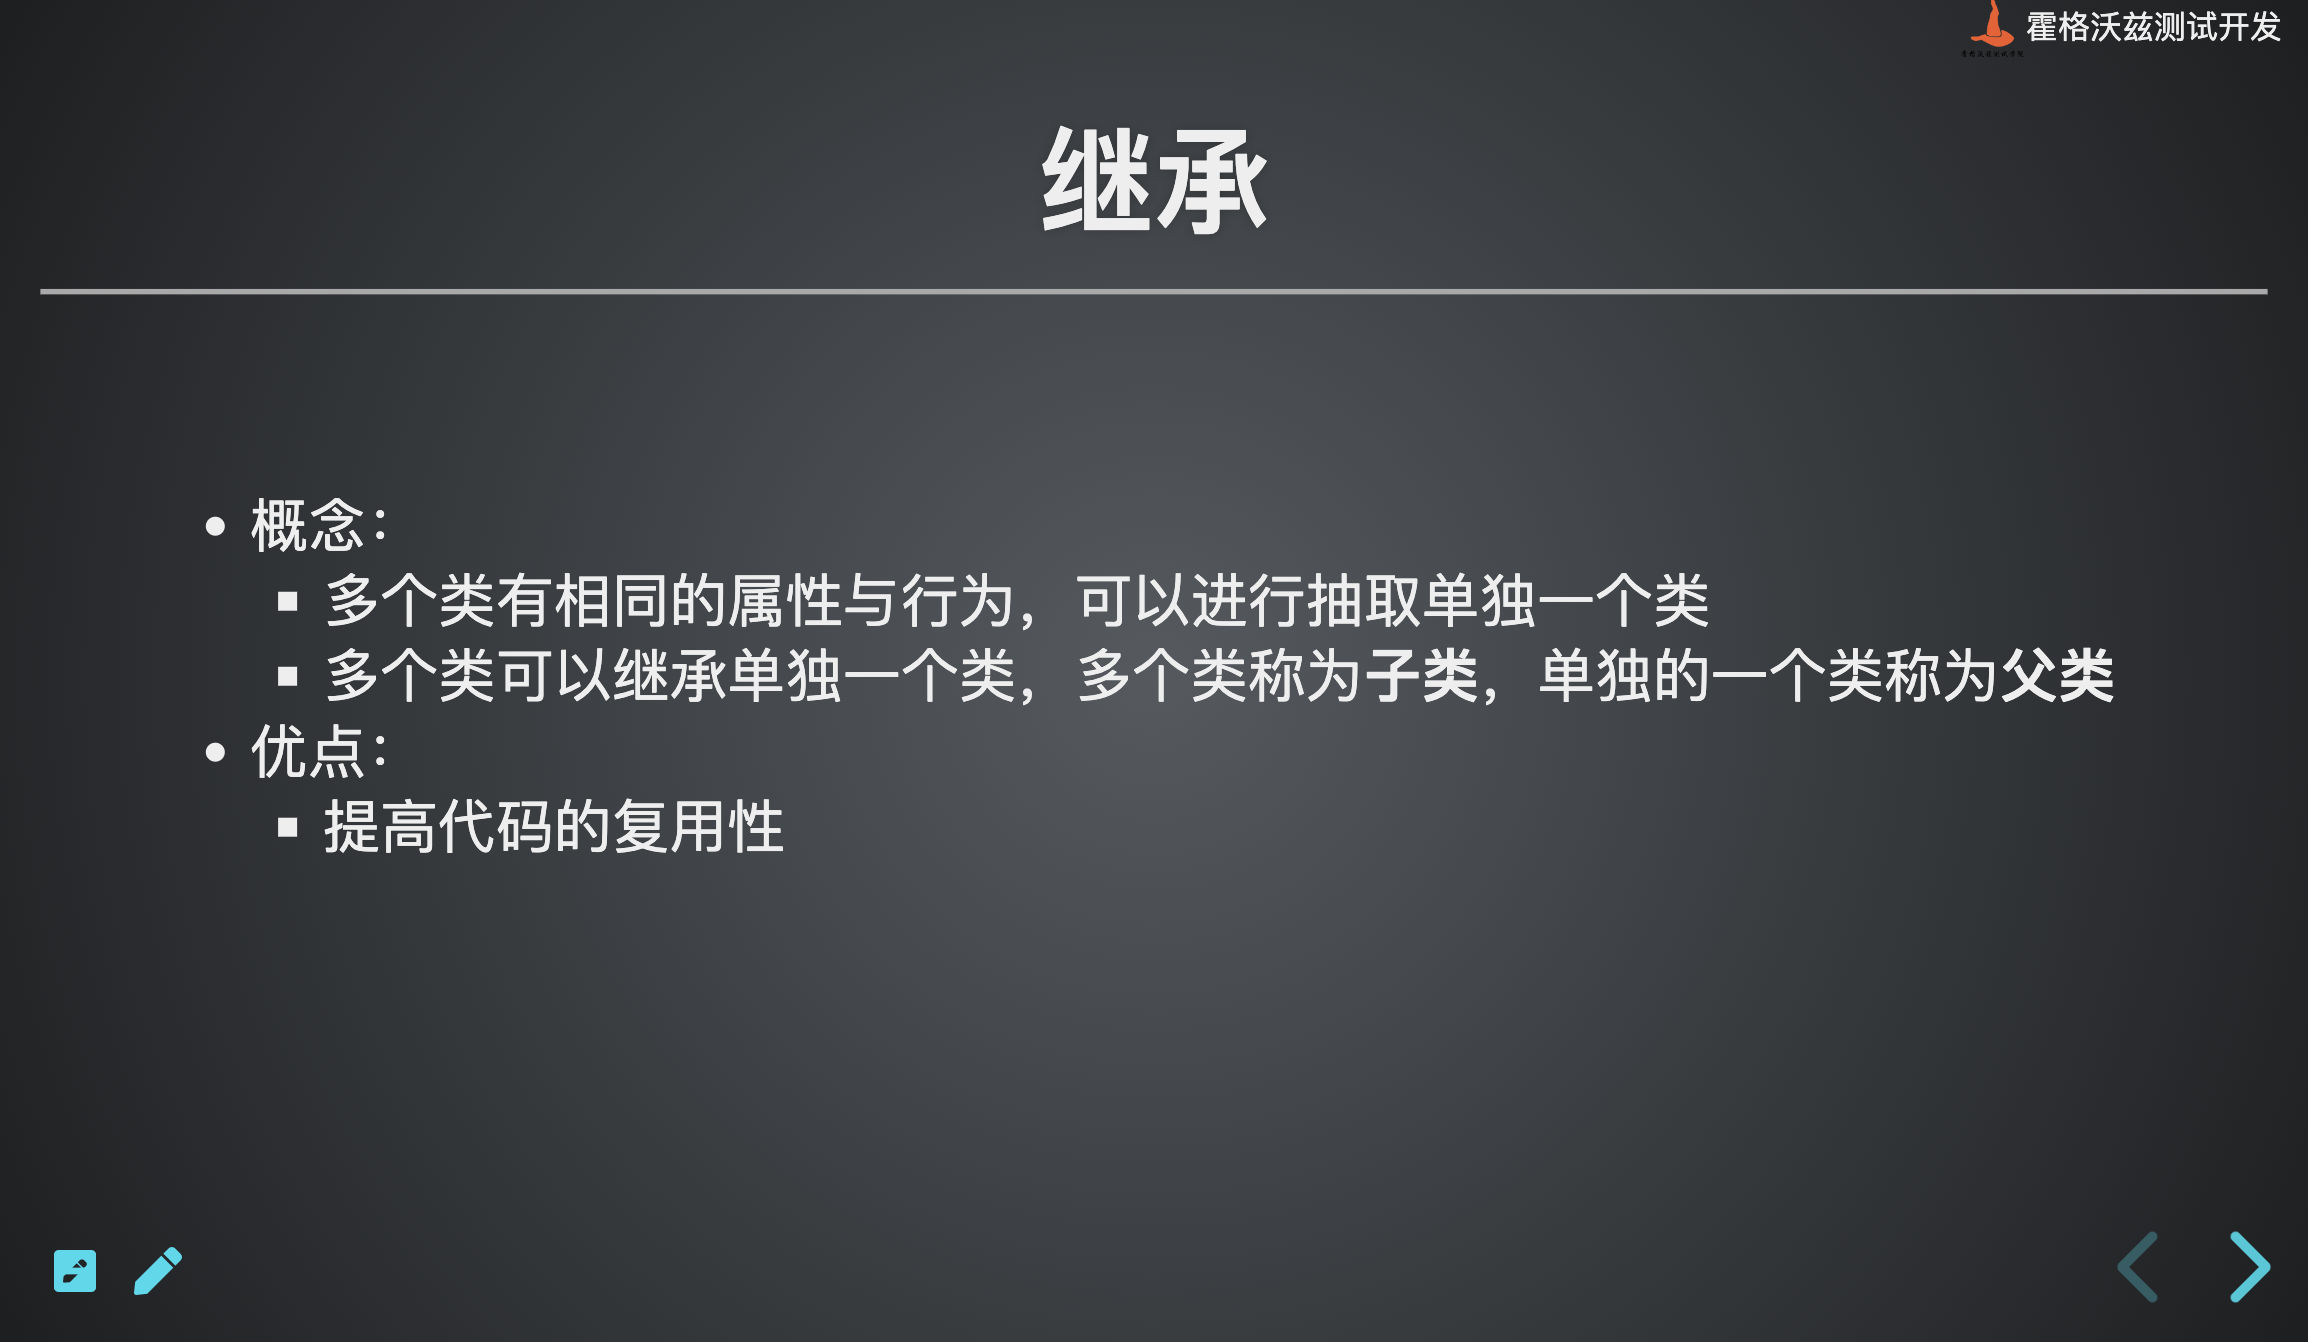 霍格沃兹测试开发
继承
概念：
多个类有相同的属性与行为，可以进行抽取单独一个类
多个类可以继承单独一个类，多个类称为子类，单独的一个类称为父类
优点：
提高代码的复用性